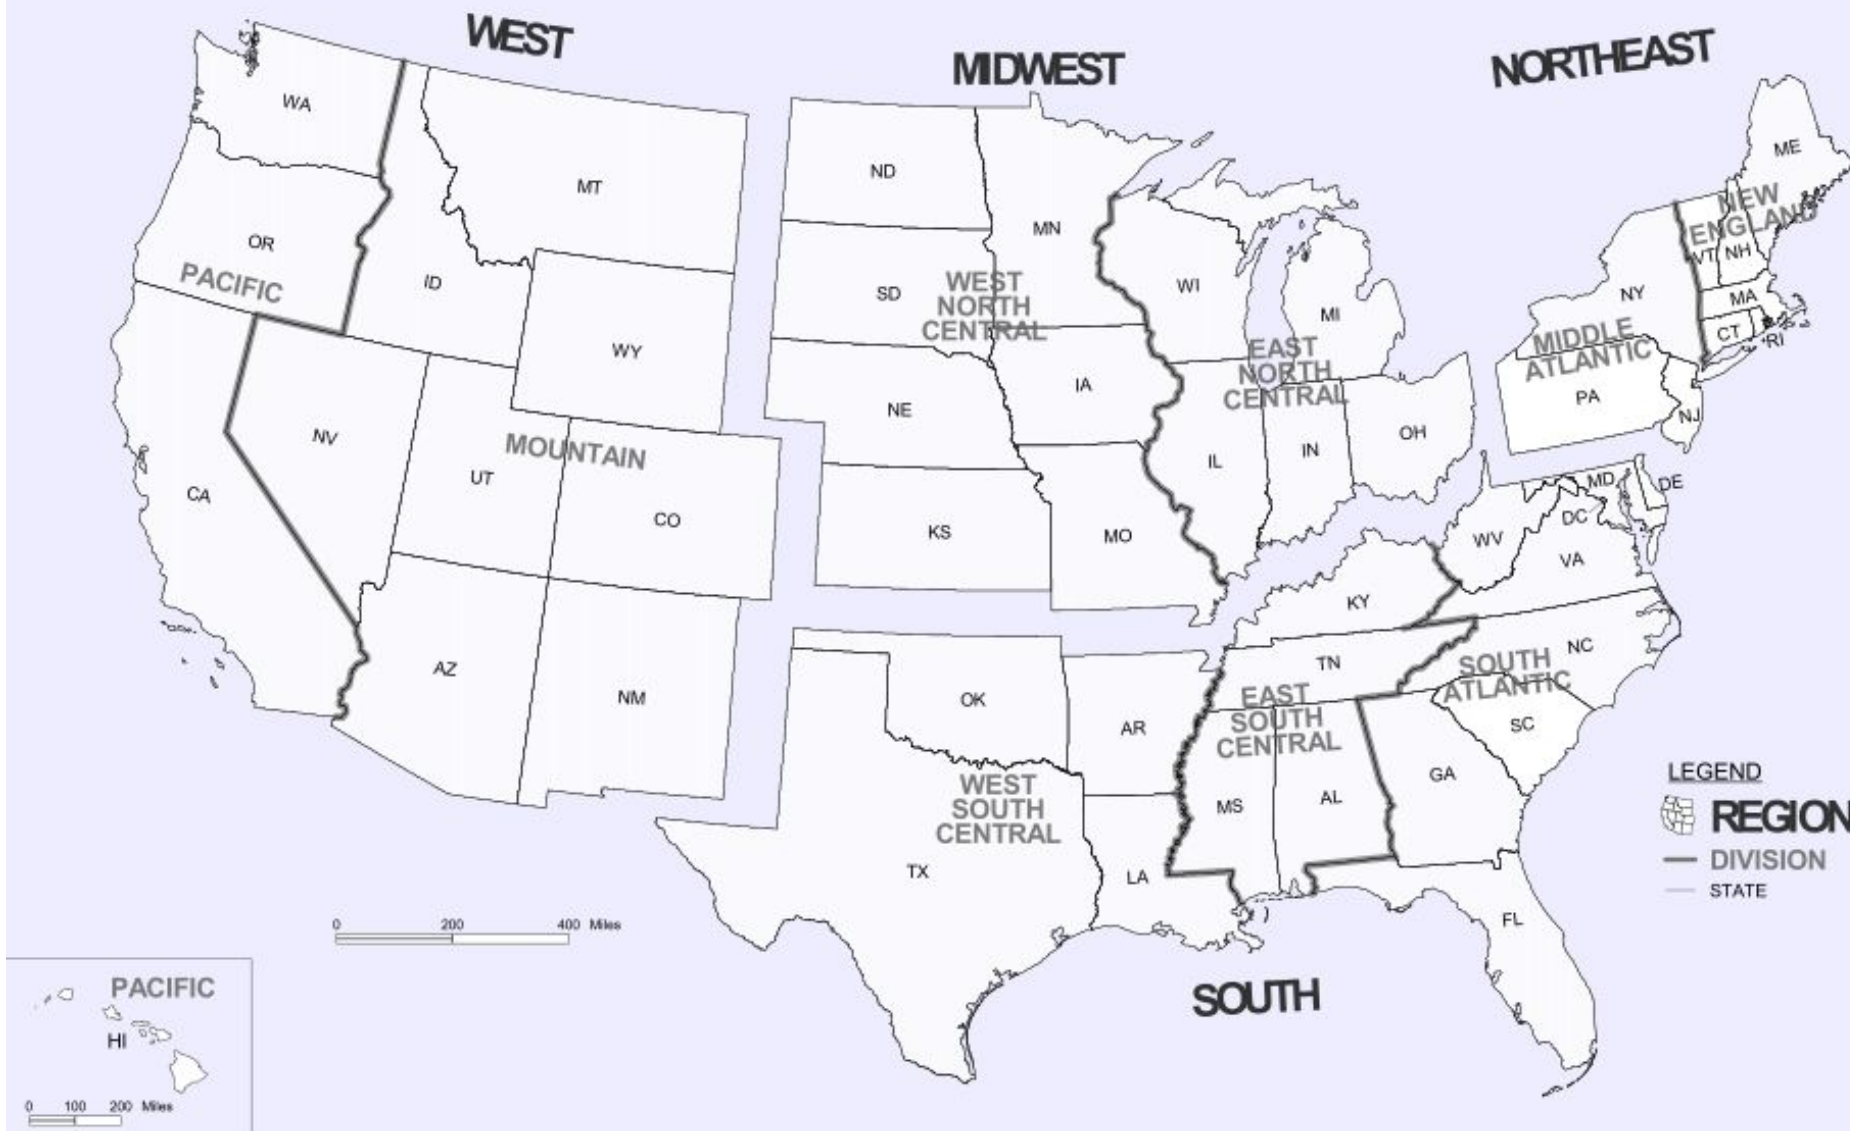 WEST
MIDWEST
NORTHEAST
WA
MT
OR
ID
PACIFIC
WY
NV
UT
MOUNTAIN
CO
CA
AZ
NM
ND
MN
SD
WEST
NORTH
CENTRAL
NE
IA
KS
MO
WI
MI
EAST
NORTH
CENTRAL
IL
IN
OH
ME
NEW
ENGLAND
VT
NH
NY
MA
CT
RI
MIDDLE
ATLANTIC
PA
NJ
MD
DE
DC
WV
VA
KY
NC
TN
SOUTH
ATLANTIC
SC
EAST
SOUTH
CENTRAL
MS
AL
GA
FL
OK
AR
WEST
SOUTH
CENTRAL
TX
LA
SOUTH
LEGEND
REGION
DIVISION
STATE
0 200 400 Miles
PACIFIC
HI
0 100 200 Miles